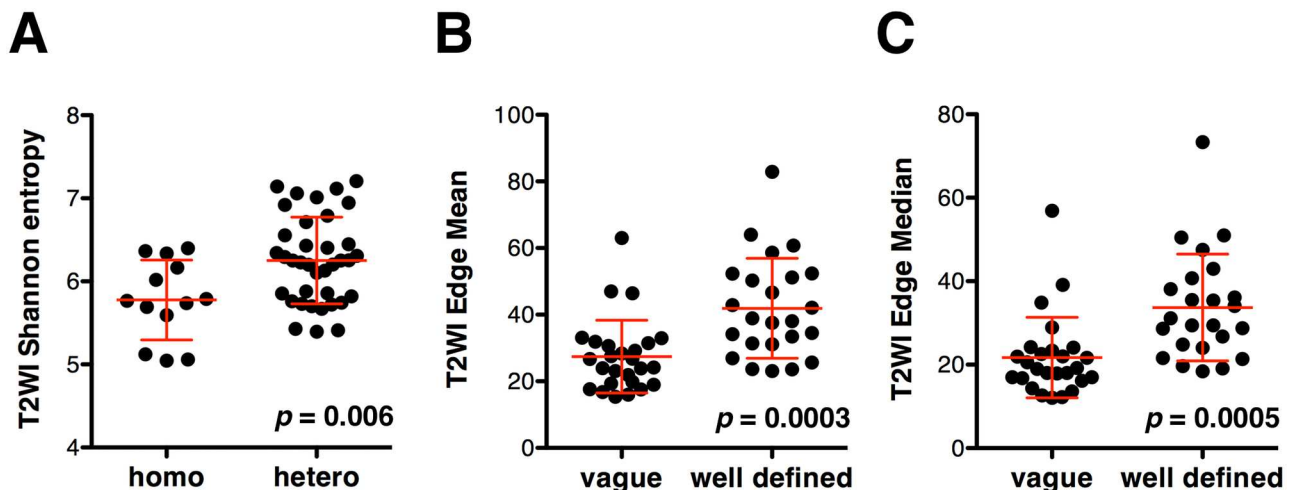 A
T2WI Shannon entropy
8
7
6
5
4
p = 0.006
homo
hetero
B
T2WI Edge Mean
100
80
60
40
20
0
p = 0.0003
vague
well defined
C
T2WI Edge Median
80
60
40
20
0
p = 0.0005
vague
well defined